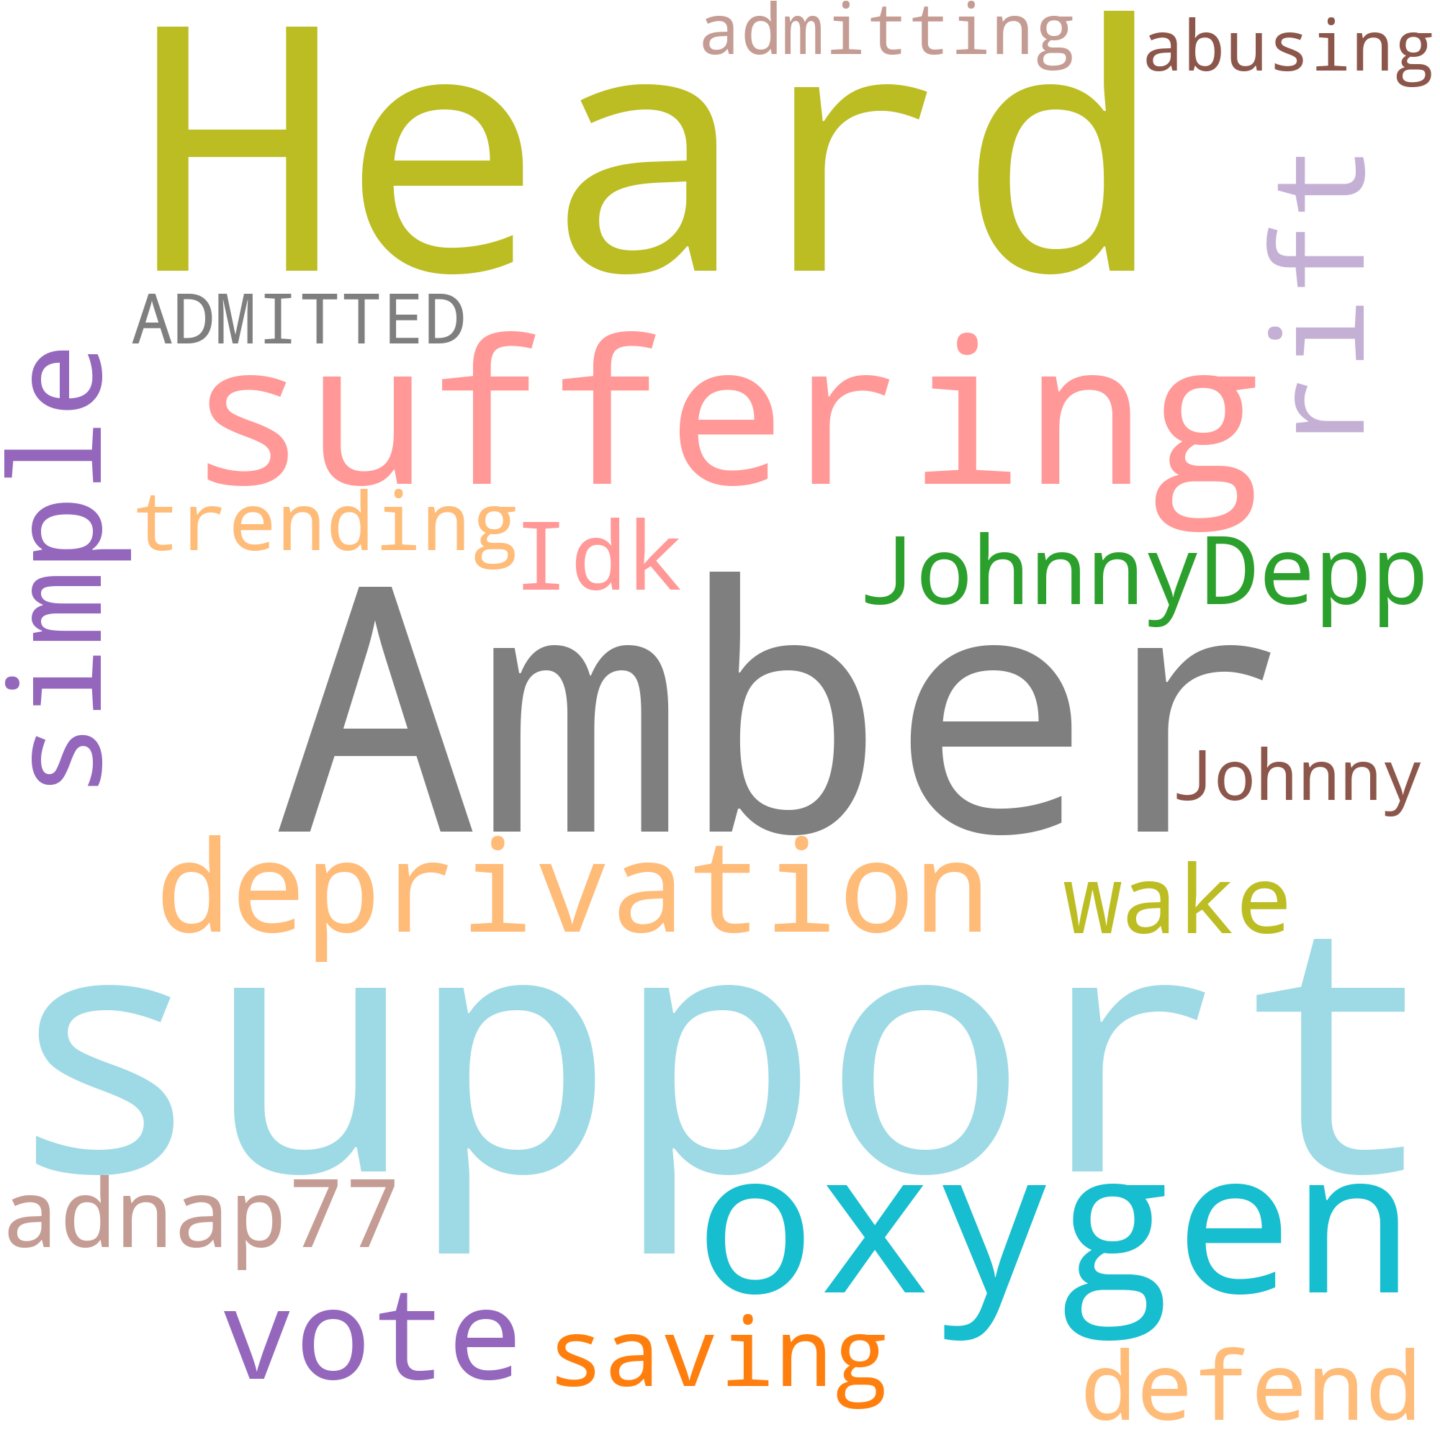 admitting
abusing
Heard
rift
ADMITTED
suffering
simple
trending
Idk
JohnnyDepp
Amber
Johnny
deprivation
wake
support
adnap77
oxygen
vote
saving
defend